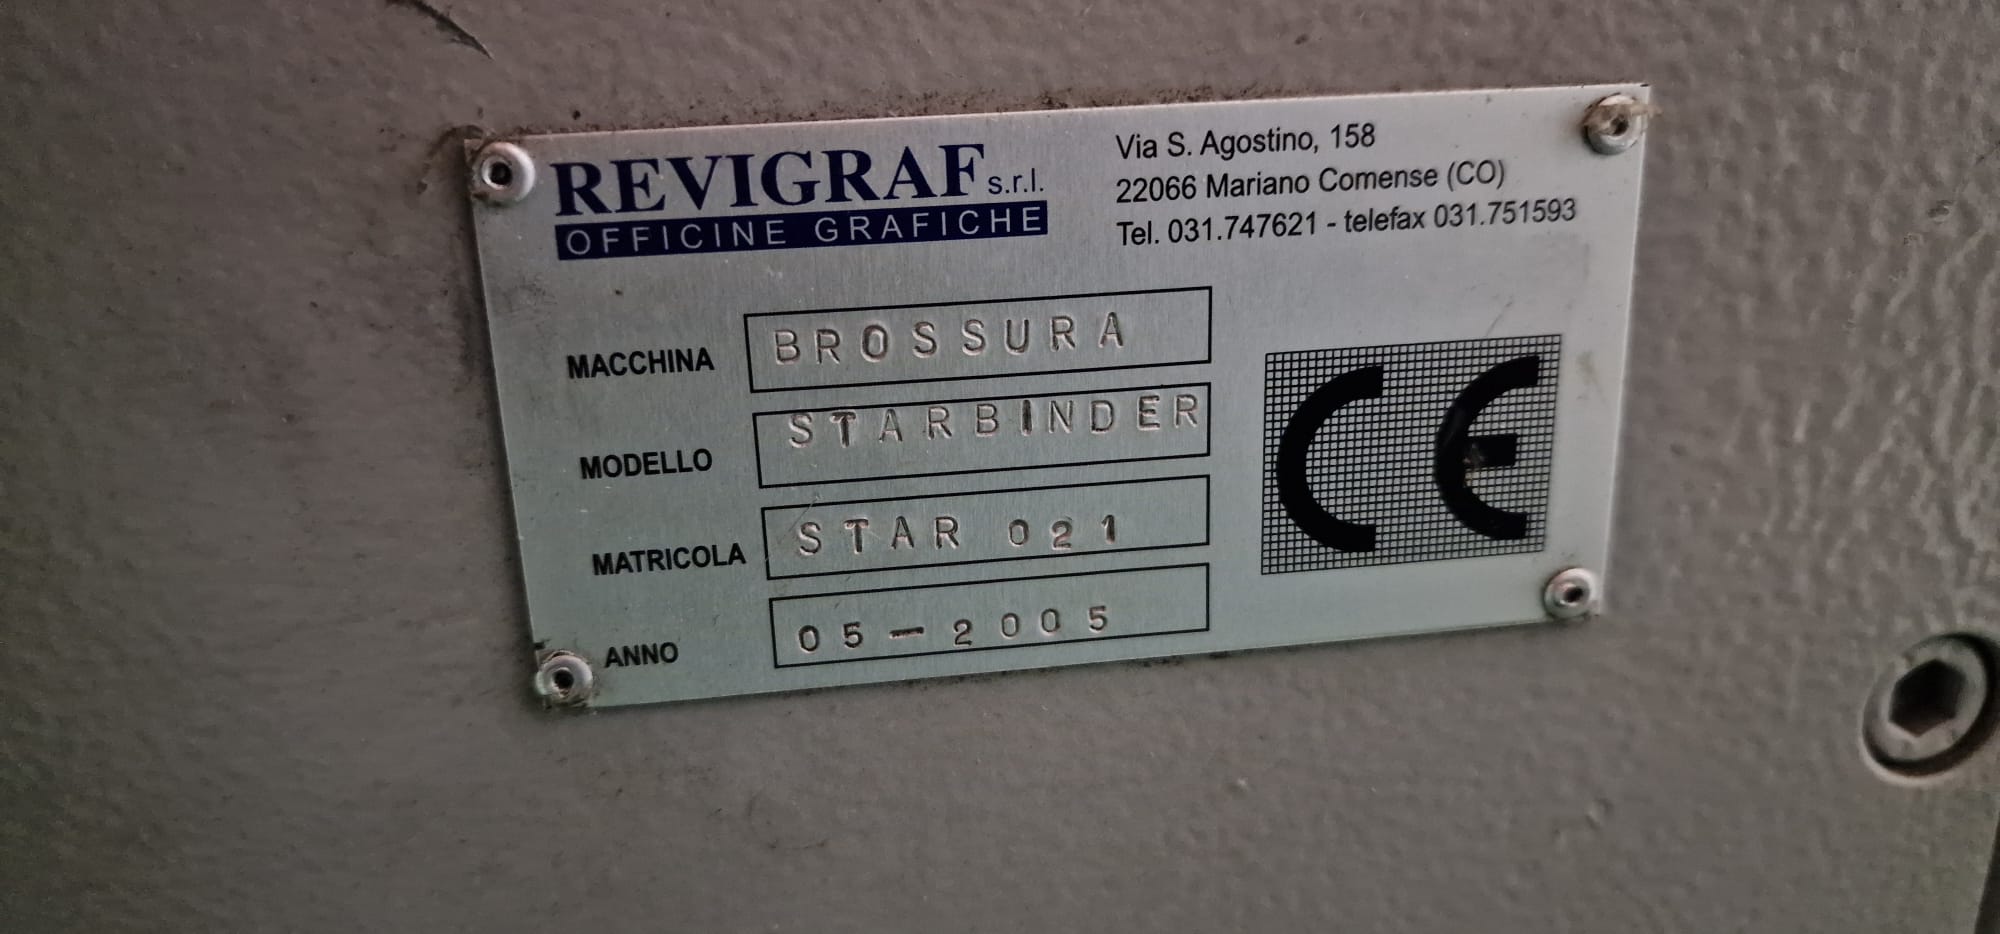 REVIGRAF s.r.l.
OFFICINE GRAFICHE
Via S. Agostino, 158
22066 Mariano Comense (CO)
Tel. 031.747621 - telefax 031.751593
MACCHINA BROSSURA
MODELLO STARBINDER
MATRICOLA STAR 021
ANNO 05-2005
CE